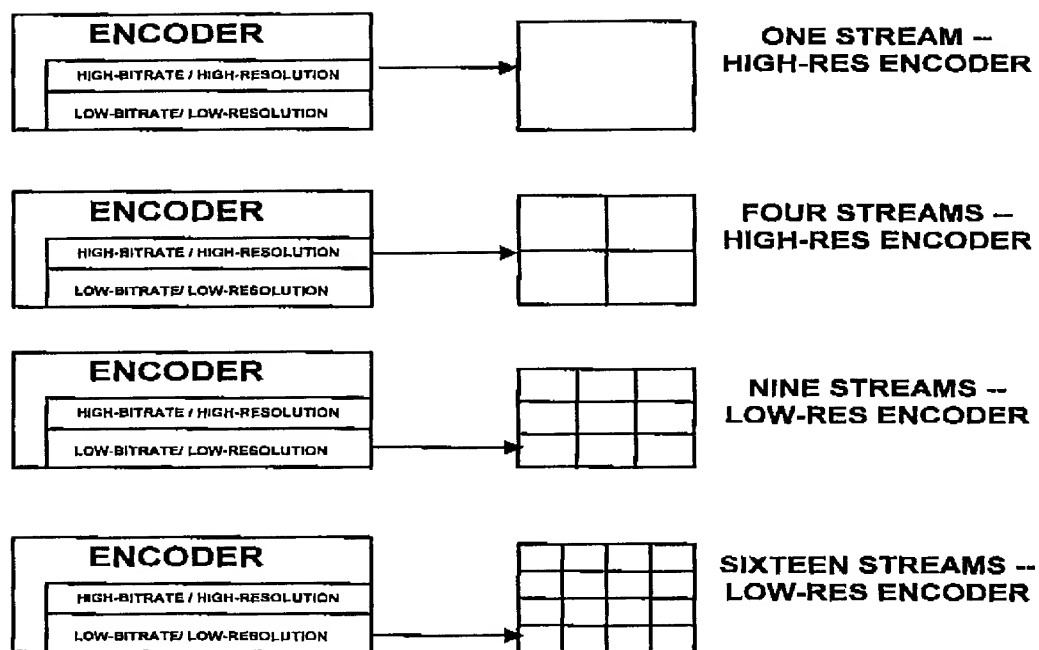 ENCODER
HIGH-BITRATE / HIGH-RESOLUTION
LOW-BITRATE/ LOW-RESOLUTION
ONE STREAM --
HIGH-RES ENCODER
ENCODER
HIGH-BITRATE / HIGH-RESOLUTION
LOW-BITRATE/ LOW-RESOLUTION
FOUR STREAMS --
HIGH-RES ENCODER
ENCODER
HIGH-BITRATE / HIGH-RESOLUTION
LOW-BITRATE/ LOW-RESOLUTION
NINE STREAMS --
LOW-RES ENCODER
ENCODER
HIGH-BITRATE / HIGH-RESOLUTION
LOW-BITRATE/ LOW-RESOLUTION
SIXTEEN STREAMS --
LOW-RES ENCODER